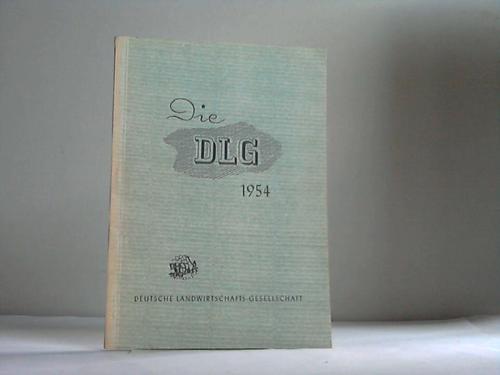 Die
DLG
1954
DEUTSCHE LANDWIRTSCHAFTS-GESELLSCHAFT